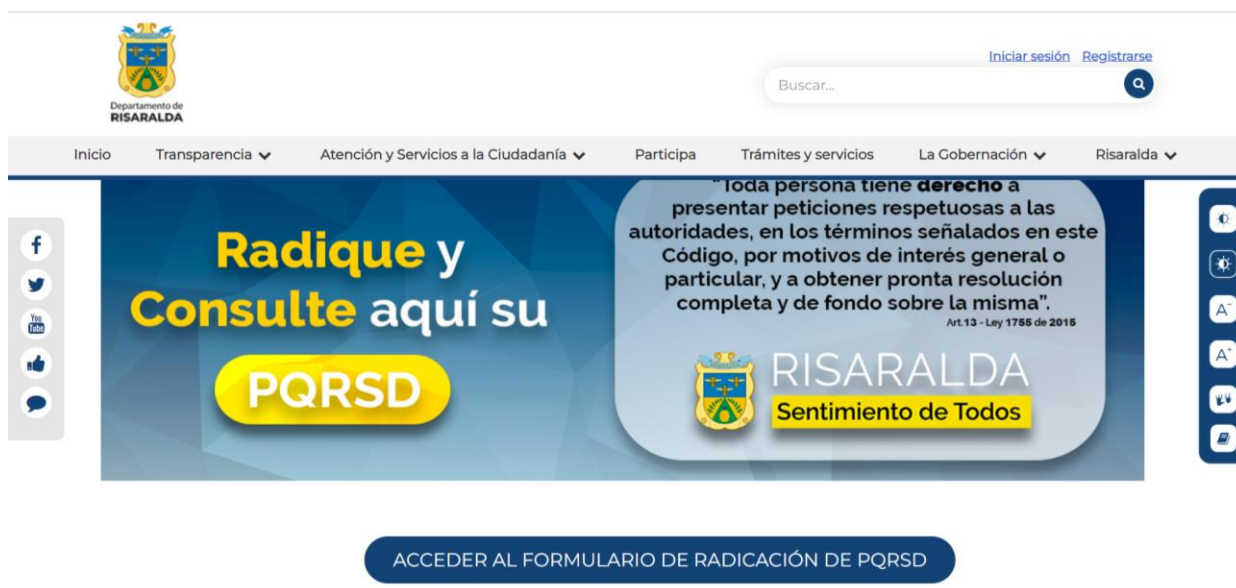 Departamento de
RISARALDA
Iniciar sesión Registrarse
Buscar...
Inicio Transparencia Atención y Servicios a la Ciudadanía Participa Trámites y servicios La Gobernación Risaralda
Radique y
Consulte aquí su
PQRSD
"Toda persona tiene derecho a
presentar peticiones respetuosas a las
autoridades, en los términos señalados en este
Código, por motivos de interés general o
particular, y a obtener pronta resolución
completa y de fondo sobre la misma".
Art.13 - Ley 1755 de 2015
RISARALDA
Sentimiento de Todos
You
Tube
A-
A+
ACCEDER AL FORMULARIO DE RADICACIÓN DE PQRSD